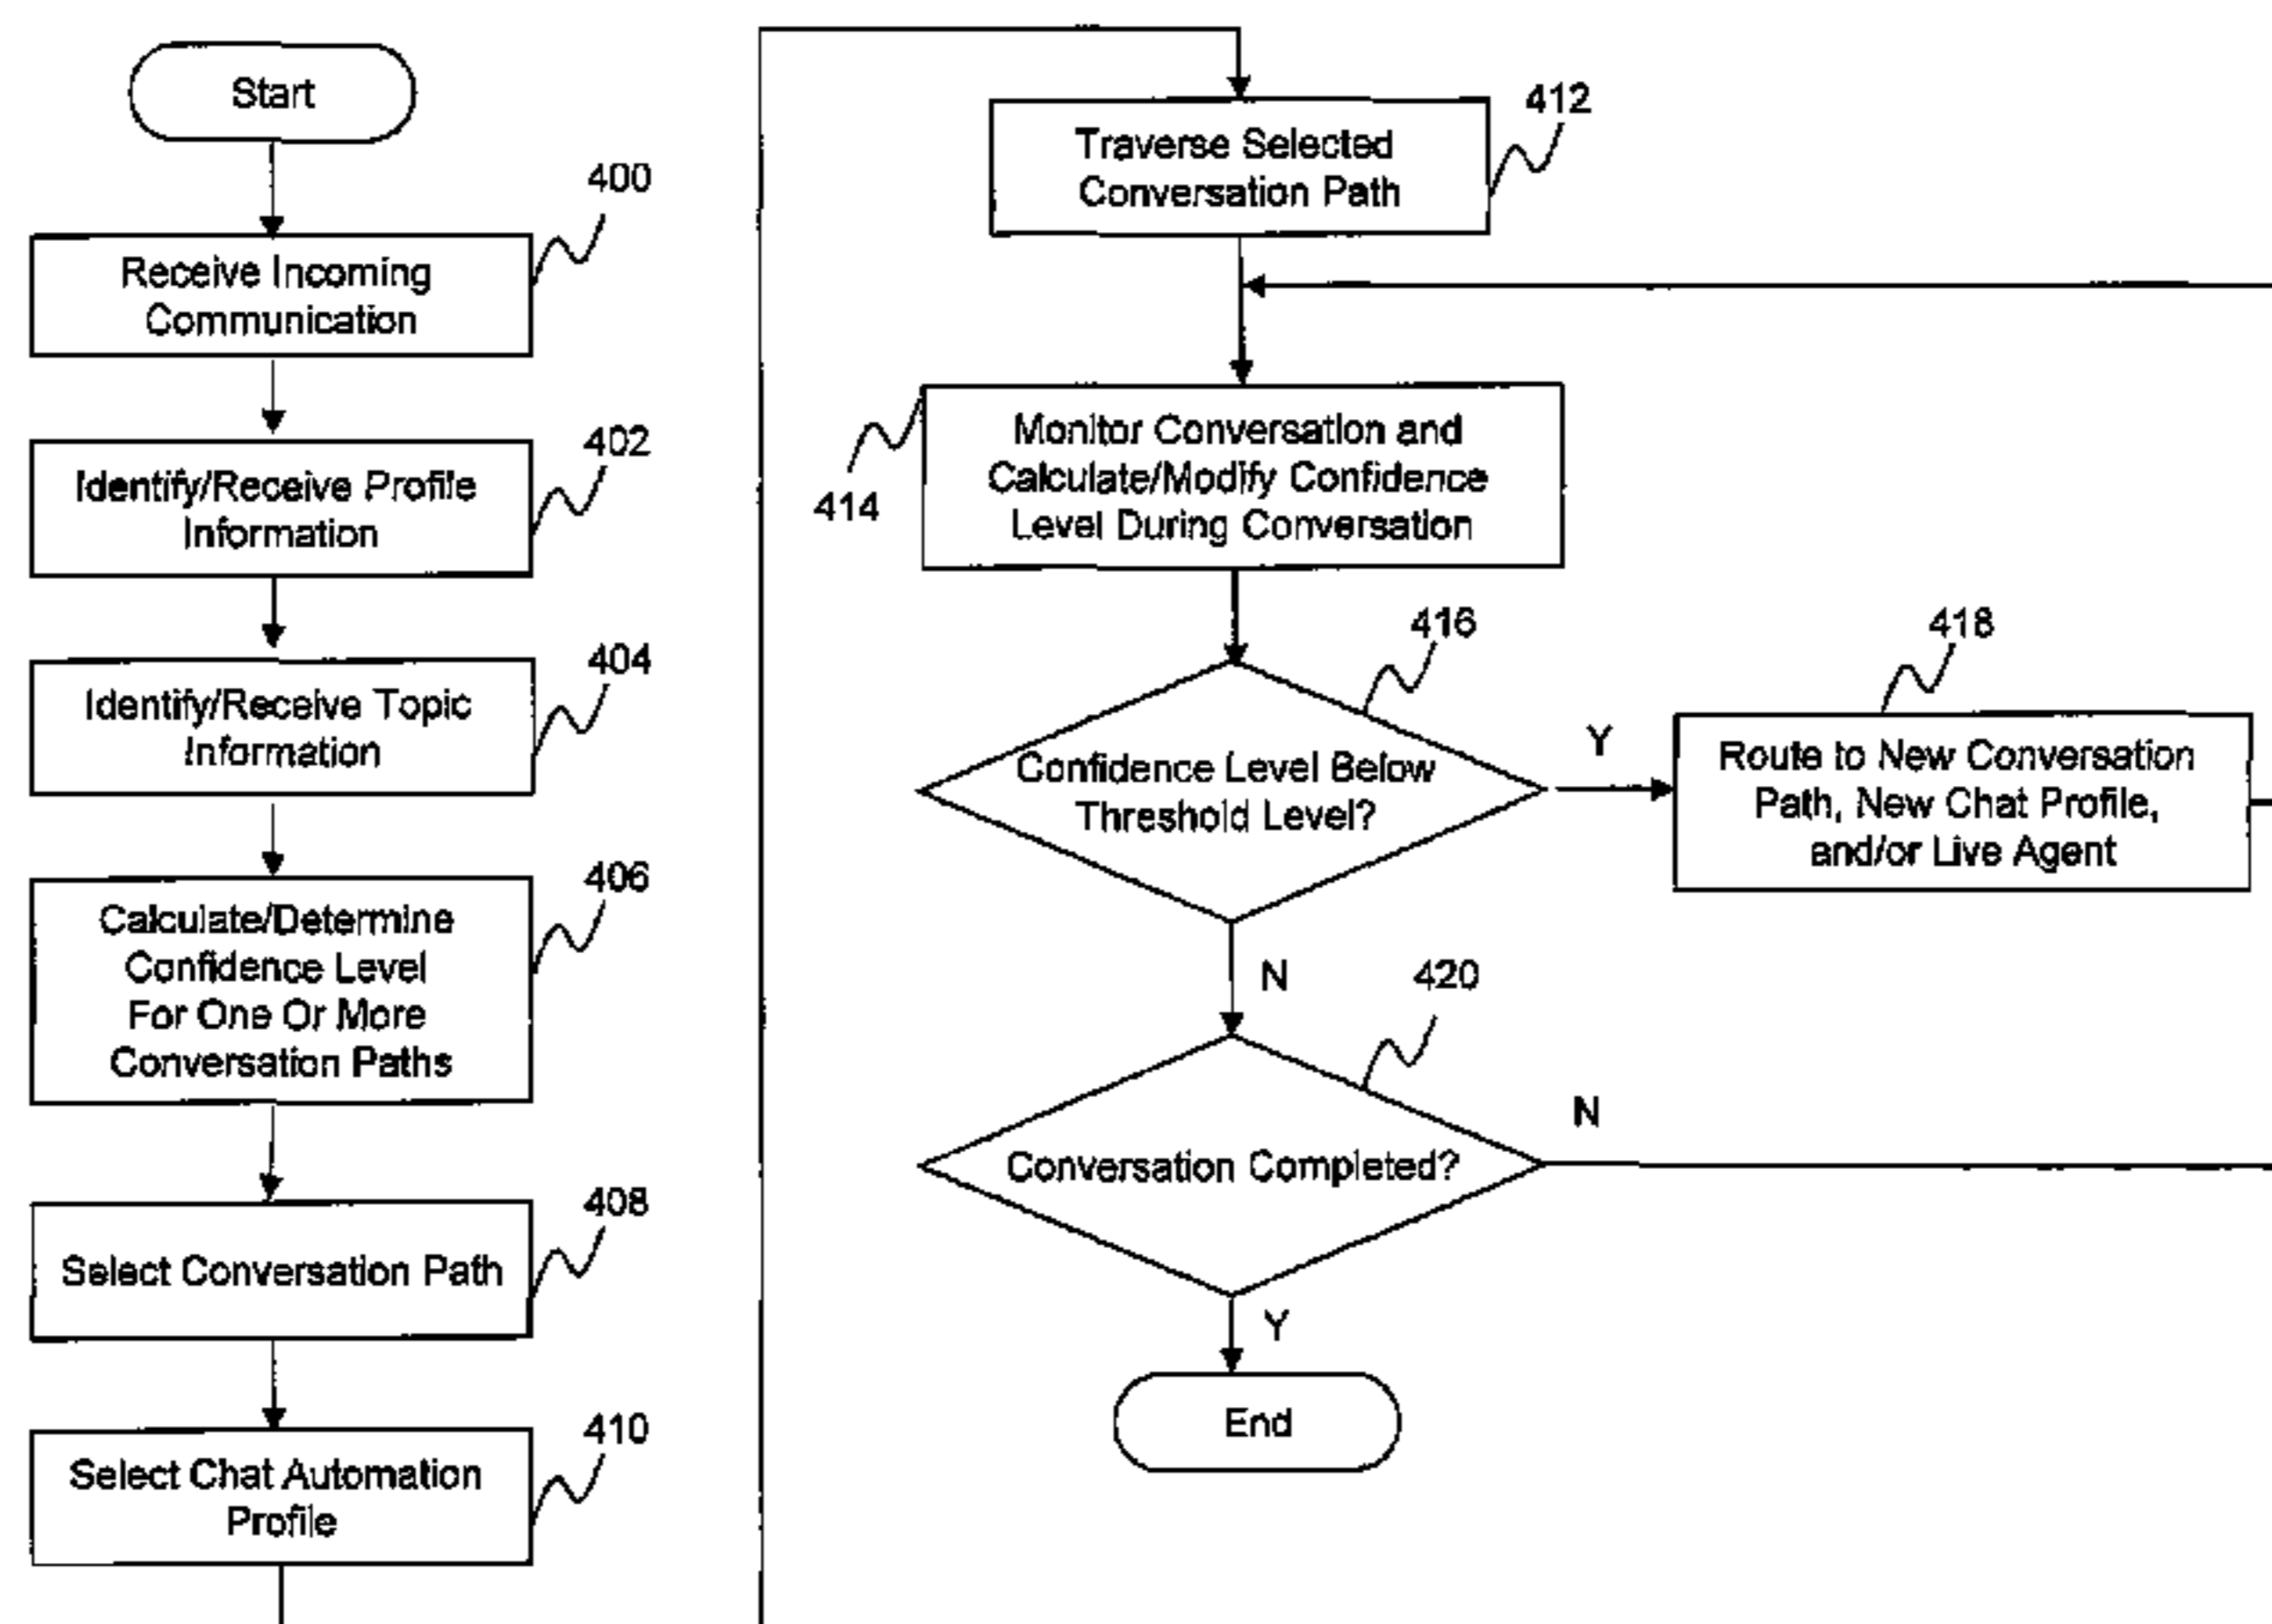 Start
400
Receive Incoming
Communication
402
Identify/Receive Profile
Information
404
Identify/Receive Topic
Information
406
Calculate/Determine
Confidence Level
For One Or More
Conversation Paths
408
Select Conversation Path
410
Select Chat Automation
Profile
412
Traverse Selected
Conversation Path
414
Monitor Conversation and
Calculate/Modify Confidence
Level During Conversation
416
Confidence Level Below
Threshold Level?
Y
418
Route to New Conversation
Path, New Chat Profile,
and/or Live Agent
N
420
Conversation Completed?
N
Y
End